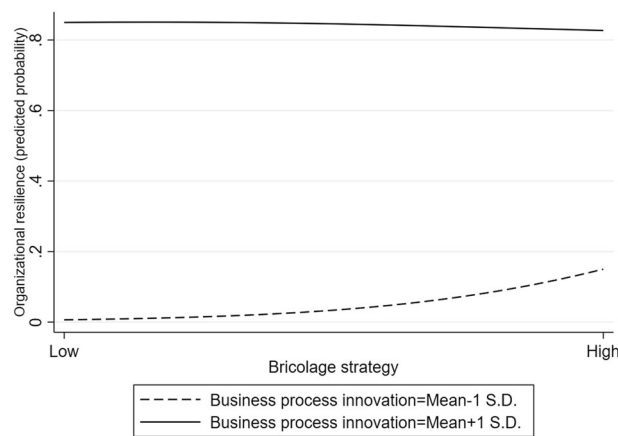 Organizational resilience (predicted probability)
.8
.6
.4
.2
0
Low
High
Bricolage strategy
Business process innovation=Mean-1 S.D.
Business process innovation=Mean+1 S.D.